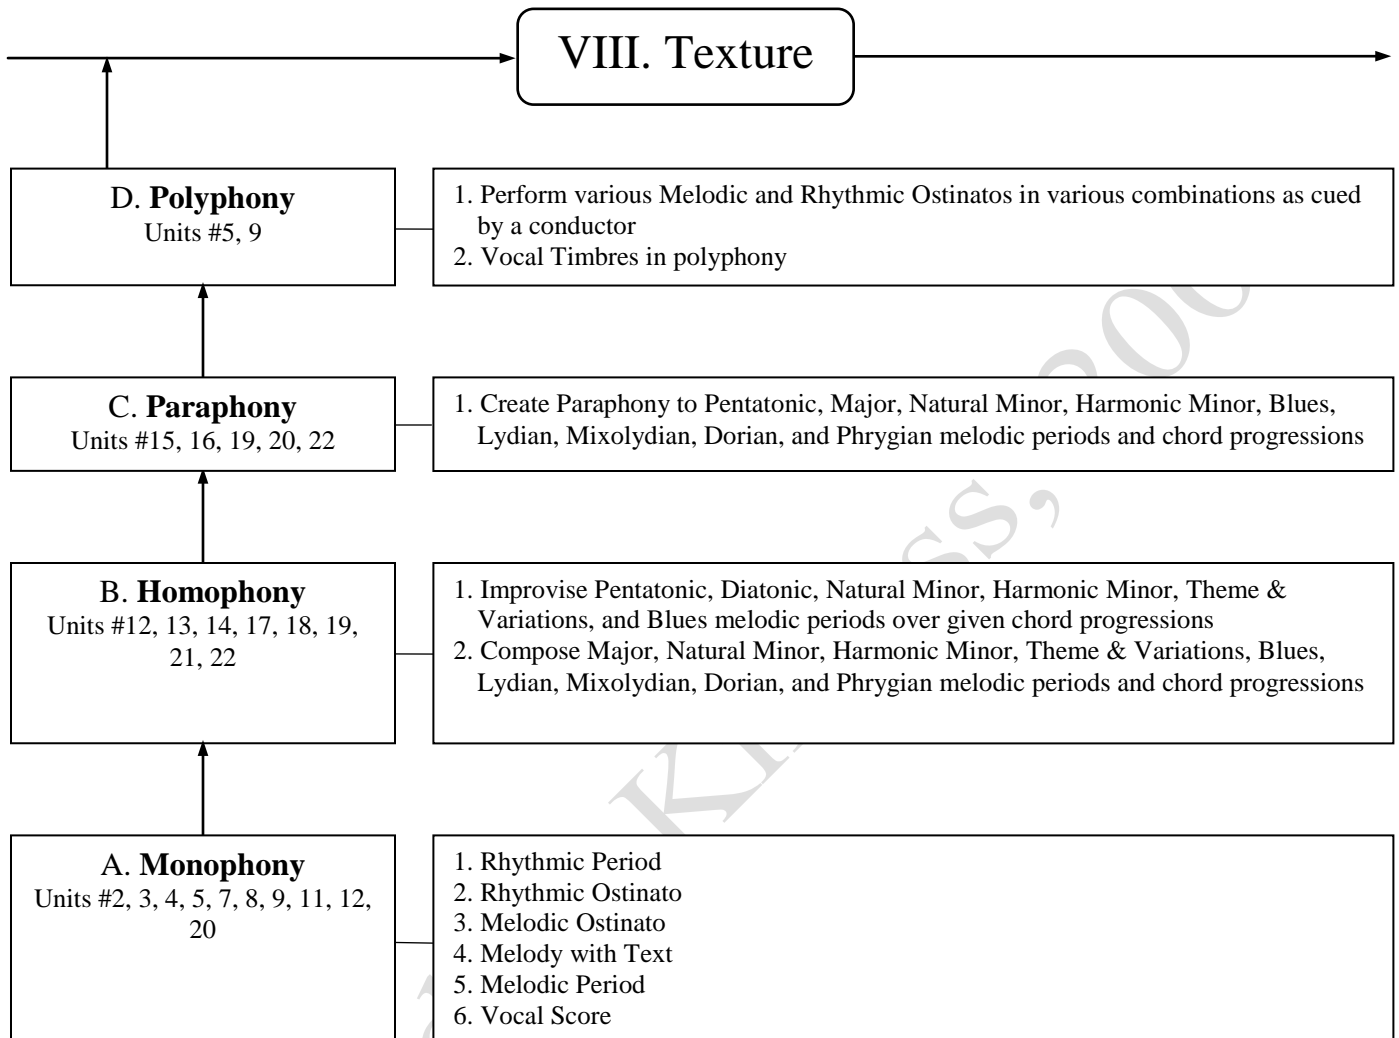 VIII. Texture
D. Polyphony
Units #5, 9
1. Perform various Melodic and Rhythmic Ostinatos in various combinations as cued
by a conductor
2. Vocal Timbres in polyphony
C. Paraphony
Units #15, 16, 19, 20, 22
1. Create Paraphony to Pentatonic, Major, Natural Minor, Harmonic Minor, Blues,
Lydian, Mixolydian, Dorian, and Phrygian melodic periods and chord progressions
B. Homophony
Units #12, 13, 14, 17, 18, 19,
21, 22
1. Improvise Pentatonic, Diatonic, Natural Minor, Harmonic Minor, Theme &
Variations, and Blues melodic periods over given chord progressions
2. Compose Major, Natural Minor, Harmonic Minor, Theme & Variations, Blues,
Lydian, Mixolydian, Dorian, and Phrygian melodic periods and chord progressions
A. Monophony
Units #2, 3, 4, 5, 7, 8, 9, 11, 12,
20
1. Rhythmic Period
2. Rhythmic Ostinato
3. Melodic Ostinato
4. Melody with Text
5. Melodic Period
6. Vocal Score